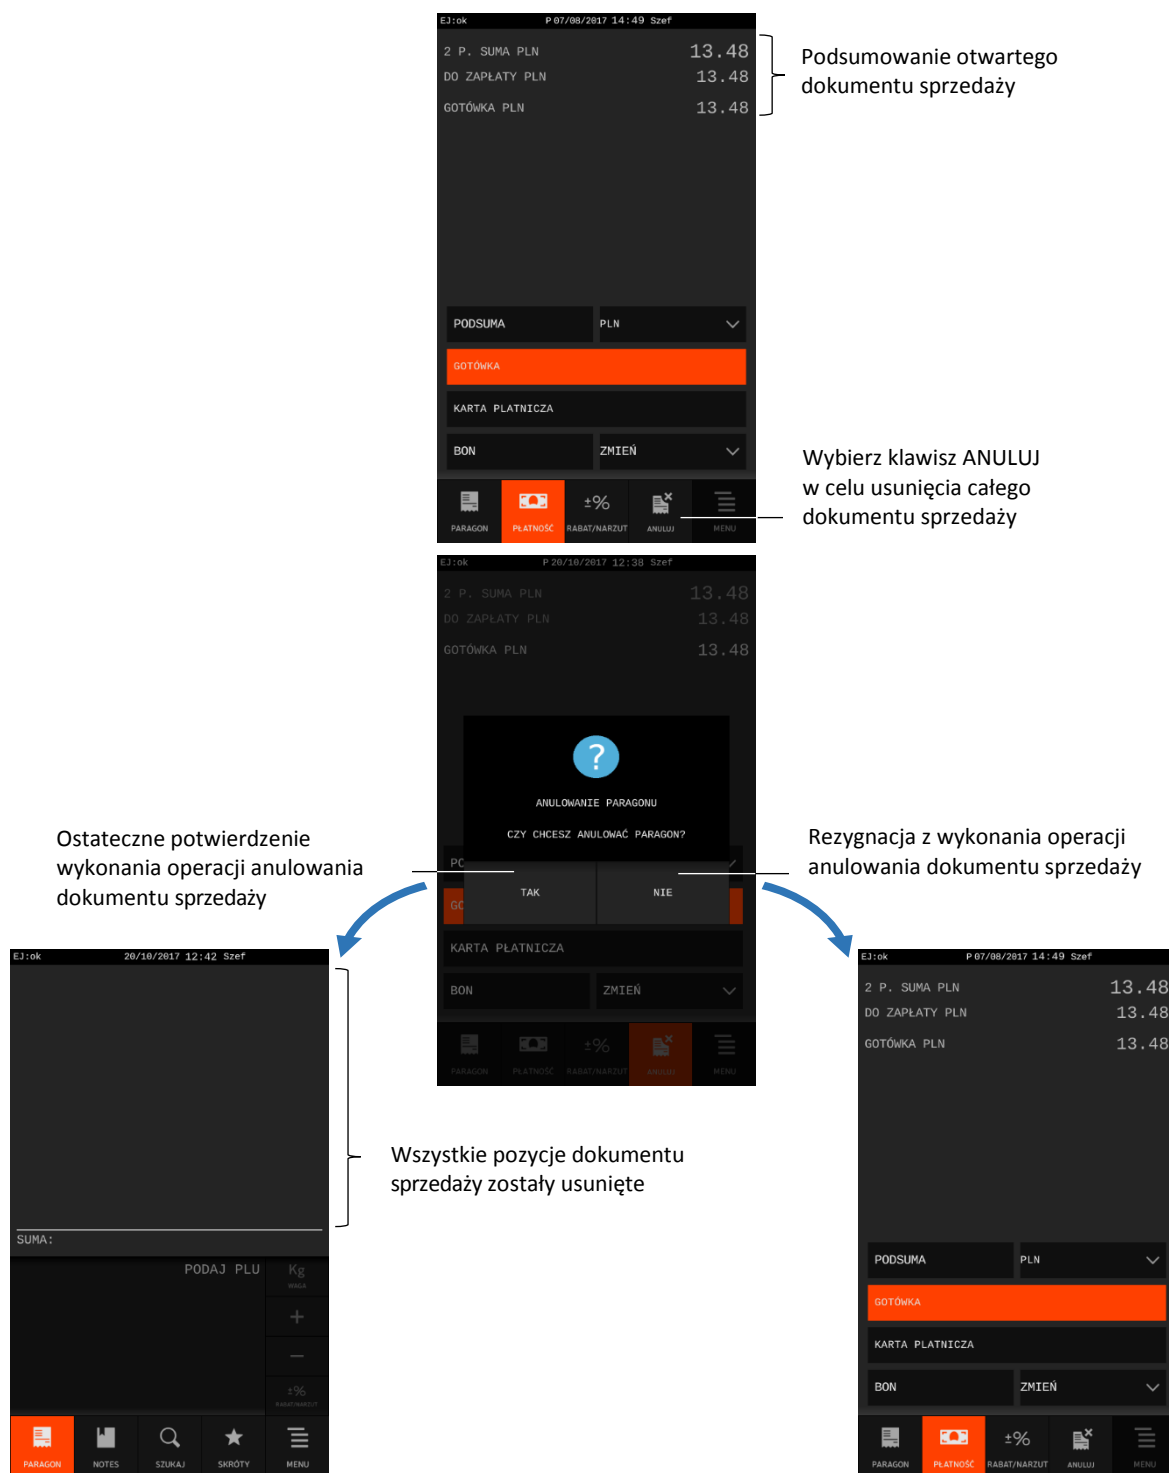 EJ:ok P 07/08/2017 14:49 Szef
2 P. SUMA PLN 13.48
DO ZAPŁATY PLN 13.48
GOTÓWKA PLN 13.48
Podsumowanie otwartego
dokumentu sprzedaży
PODSUMA PLN
GOTÓWKA
KARTA PŁATNICZA
BON ZMIEŃ
PARAGON PŁATNOŚĆ ±% RABAT/NARZUT ANULUJ MENU
Wybierz klawisz ANULUJ
w celu usunięcia całego
dokumentu sprzedaży
EJ:ok P 20/10/2017 12:38 Szef
2 P. SUMA PLN 13.48
DO ZAPŁATY PLN 13.48
GOTÓWKA PLN 13.48
?
ANULOWANIE PARAGONU
CZY CHCESZ ANULOWAĆ PARAGON?
PO
TAK NIE
GO
KARTA PŁATNICZA
BON ZMIEŃ
PARAGON PŁATNOŚĆ ±% RABAT/NARZUT ANULUJ MENU
Ostateczne potwierdzenie
wykonania operacji anulowania
dokumentu sprzedaży
Rezygnacja z wykonania operacji
anulowania dokumentu sprzedaży
EJ:ok 20/10/2017 12:42 Szef
SUMA:
PODAJ PLU Kg
WAGA
+
−
±%
RABAT/NARZUT
PARAGON NOTES SZUKAJ SKRÓTY MENU
Wszystkie pozycje dokumentu
sprzedaży zostały usunięte
EJ:ok P 07/08/2017 14:49 Szef
2 P. SUMA PLN 13.48
DO ZAPŁATY PLN 13.48
GOTÓWKA PLN 13.48
PODSUMA PLN
GOTÓWKA
KARTA PŁATNICZA
BON ZMIEŃ
PARAGON PŁATNOŚĆ ±% RABAT/NARZUT ANULUJ MENU